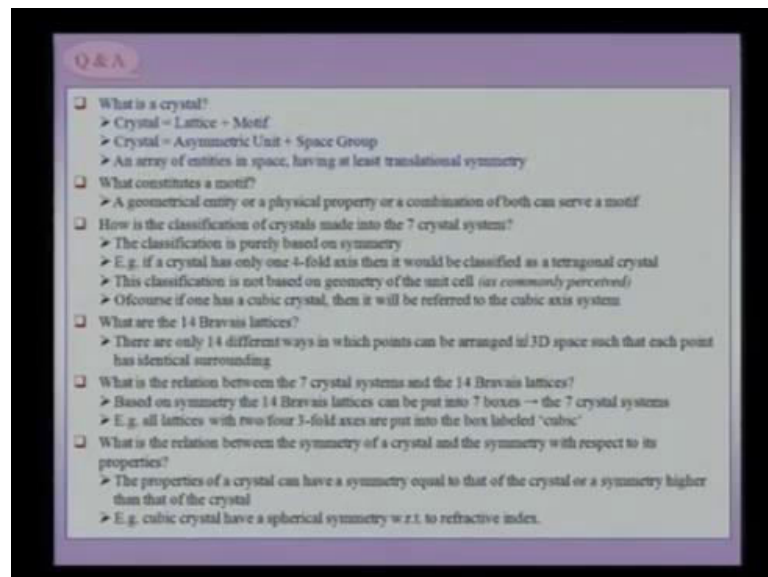 Q & A
❑ What is a crystal?
➢ Crystal = Lattice + Motif
➢ Crystal = Asymmetric Unit + Space Group
➢ An array of entities in space, having at least translational symmetry
❑ What constitutes a motif?
➢ A geometrical entity or a physical property or a combination of both can serve a motif
❑ How is the classification of crystals made into the 7 crystal system?
➢ The classification is purely based on symmetry
➢ E.g. if a crystal has only one 4-fold axis then it would be classified as a tetragonal crystal
➢ This classification is not based on geometry of the unit cell (as commonly perceived)
➢ Ofcourse if one has a cubic crystal, then it will be referred to the cubic axis system
❑ What are the 14 Bravais lattices?
➢ There are only 14 different ways in which points can be arranged in 3D space such that each point
has identical surrounding
❑ What is the relation between the 7 crystal systems and the 14 Bravais lattices?
➢ Based on symmetry the 14 Bravais lattices can be put into 7 boxes → the 7 crystal systems
➢ E.g. all lattices with two/four 3-fold axes are put into the box labeled 'cubic'
❑ What is the relation between the symmetry of a crystal and the symmetry with respect to its
properties?
➢ The properties of a crystal can have a symmetry equal to that of the crystal or a symmetry higher
than that of the crystal
➢ E.g. cubic crystal have a spherical symmetry w.r.t. to refractive index.